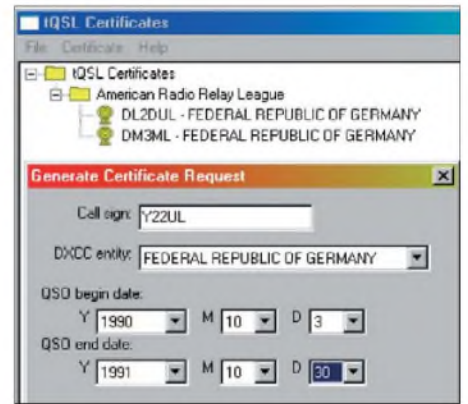 tQSL Certificates
File Certificate Help
tQSL Certificates
American Radio Relay League
DL2DUL - FEDERAL REPUBLIC OF GERMANY
DM3ML - FEDERAL REPUBLIC OF GERMANY
Generate Certificate Request
Call sign: Y22UL
DXCC entity: FEDERAL REPUBLIC OF GERMANY
QSO begin date:
Y 1990 M 10 D 3
QSO end date:
Y 1991 M 10 D 30